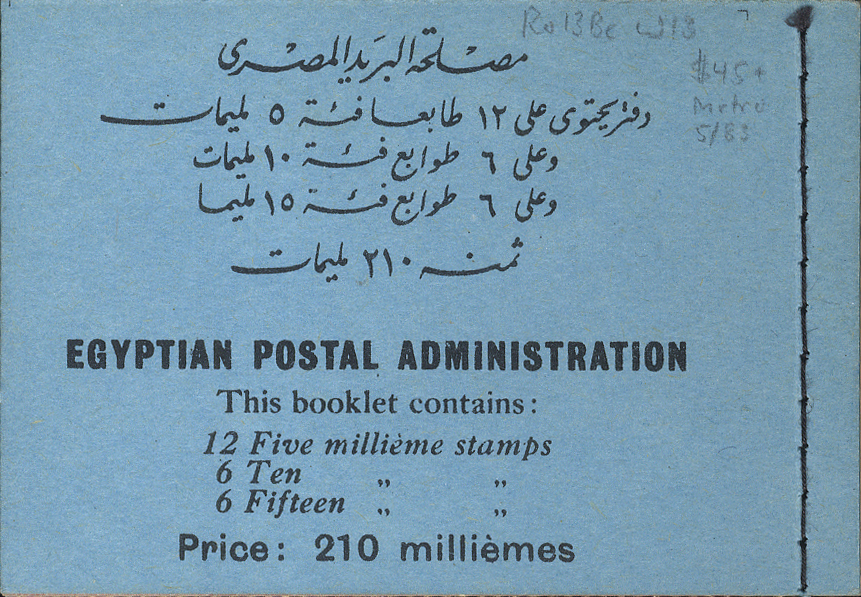 مصلحة البريد المصرى
دفتر يحتوى على ١٢ طابعا فئة ٥ مليمات
وعلى ٦ طوابع فئة ١٠ مليمات
وعلى ٦ طوابع فئة ١٥ مليما
ثمنه ٢١٠ مليمات
$45+
Metro
5/83
EGYPTIAN POSTAL ADMINISTRATION
This booklet contains:
12 Five millième stamps
6 Ten „ „
6 Fifteen „ „
Price: 210 millièmes